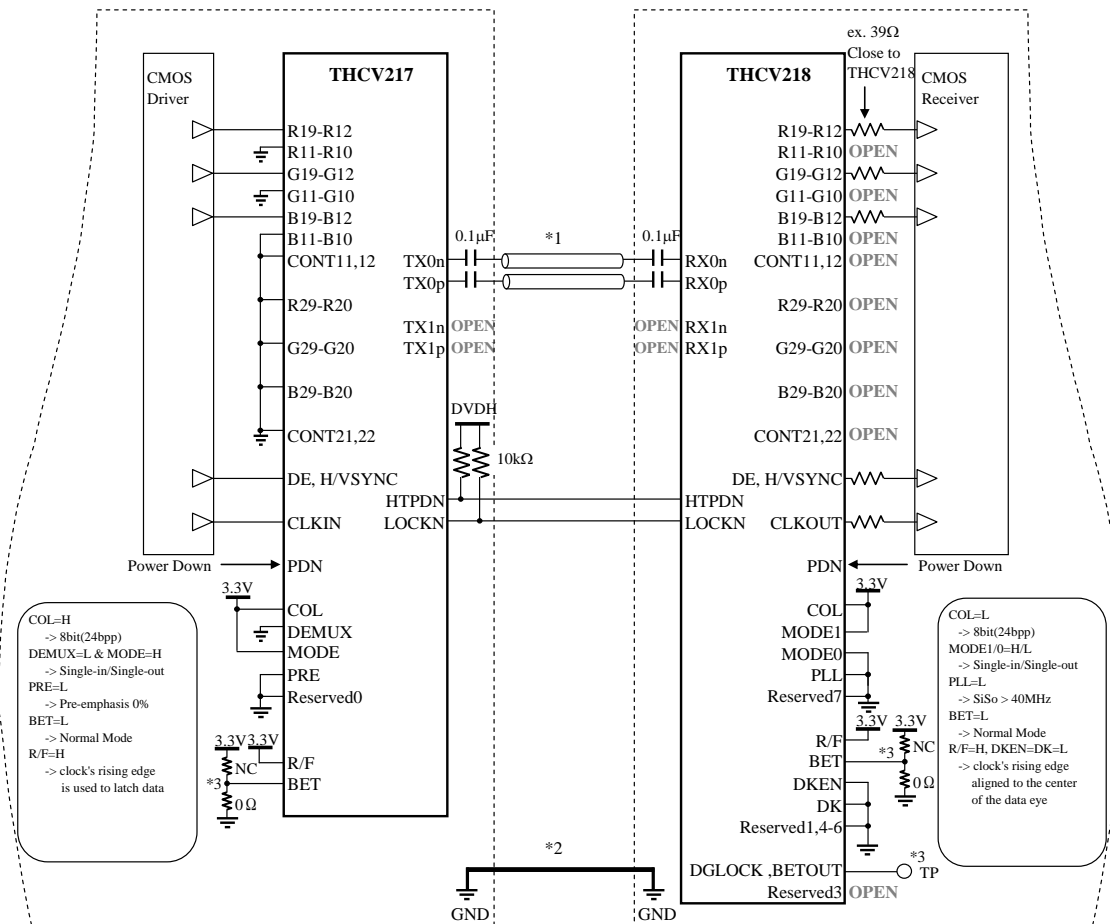 ex. 39Ω
Close to
THCV218
CMOS
Driver
THCV217
THCV218
CMOS
Receiver
R19-R12
R11-R10
G19-G12
G11-G10
B19-B12
B11-B10
CONT11,12
R29-R20
G29-G20
B29-B20
CONT21,22
DE, H/VSYNC
CLKIN
PDN
COL
DEMUX
MODE
PRE
Reserved0
R/F
BET
TX0n
TX0p
TX1n OPEN
TX1p OPEN
HTPDN
LOCKN
0.1μF
*1
0.1μF
DVDH
10kΩ
RX0n
RX0p
OPEN RX1n
OPEN RX1p
HTPDN
LOCKN
R19-R12
R11-R10 OPEN
G19-G12
G11-G10 OPEN
B19-B12
B11-B10 OPEN
CONT11,12 OPEN
R29-R20 OPEN
G29-G20 OPEN
B29-B20 OPEN
CONT21,22 OPEN
DE, H/VSYNC
CLKOUT
PDN
COL
MODE1
MODE0
PLL
Reserved7
R/F
BET
DKEN
DK
Reserved1,4-6
DGLOCK ,BETOUT
Reserved3 OPEN
Power Down
3.3V
3.3V
3.3V
NC
*3
0Ω
Power Down
3.3V
3.3V
3.3V
NC
*3
0Ω
*3
TP
*2
GND
GND
COL=H
-> 8bit(24bpp)
DEMUX=L & MODE=H
-> Single-in/Single-out
PRE=L
-> Pre-emphasis 0%
BET=L
-> Normal Mode
R/F=H
-> clock's rising edge
is used to latch data
COL=L
-> 8bit(24bpp)
MODE1/0=H/L
-> Single-in/Single-out
PLL=L
-> SiSo > 40MHz
BET=L
-> Normal Mode
R/F=H, DKEN=DK=L
-> clock's rising edge
aligned to the center
of the data eye